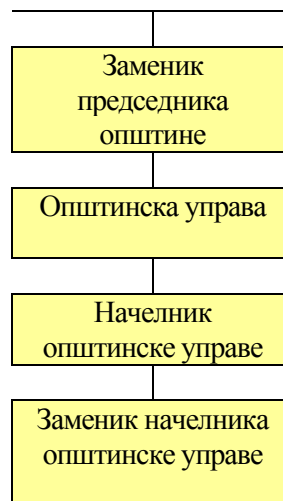 Заменик
председника
општине
Општинска управа
Начелник
општинске управе
Заменик начелника
општинске управе